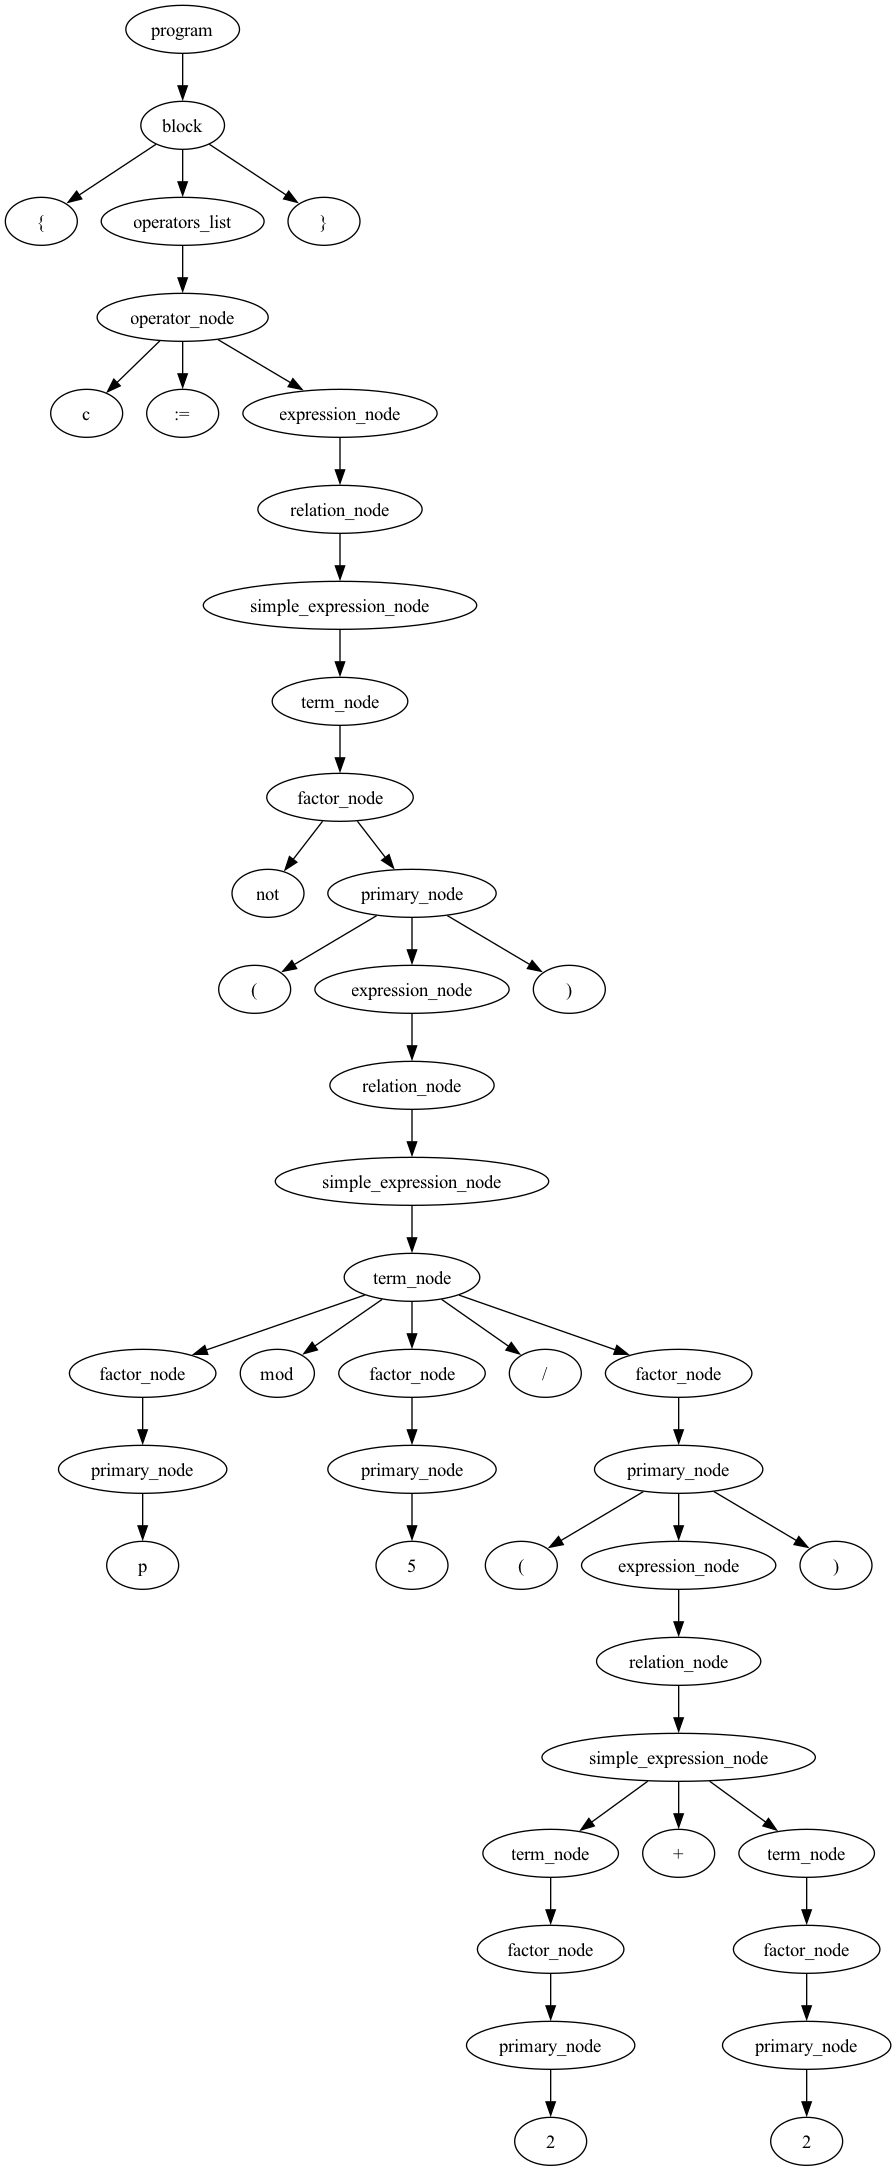 program
block
{ operators_list }
operator_node
c := expression_node
relation_node
simple_expression_node
term_node
factor_node
not primary_node
( expression_node )
relation_node
simple_expression_node
term_node
factor_node mod factor_node / factor_node
primary_node primary_node primary_node
p 5 ( expression_node )
relation_node
simple_expression_node
term_node + term_node
factor_node factor_node
primary_node primary_node
2 2